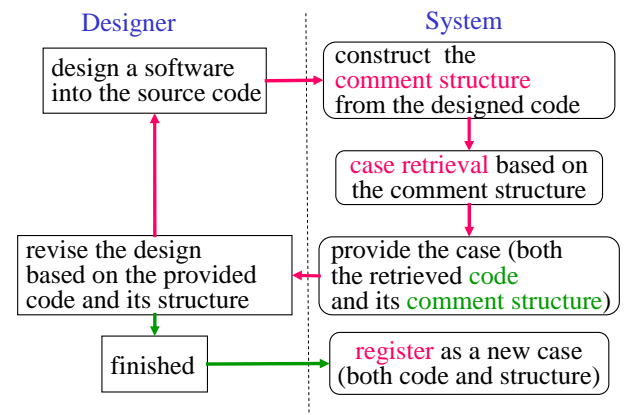 Designer
System
design a software
into the source code
construct the
comment structure
from the designed code
case retrieval based on
the comment structure
revise the design
based on the provided
code and its structure
provide the case (both
the retrieved code
and its comment structure)
finished
register as a new case
(both code and structure)